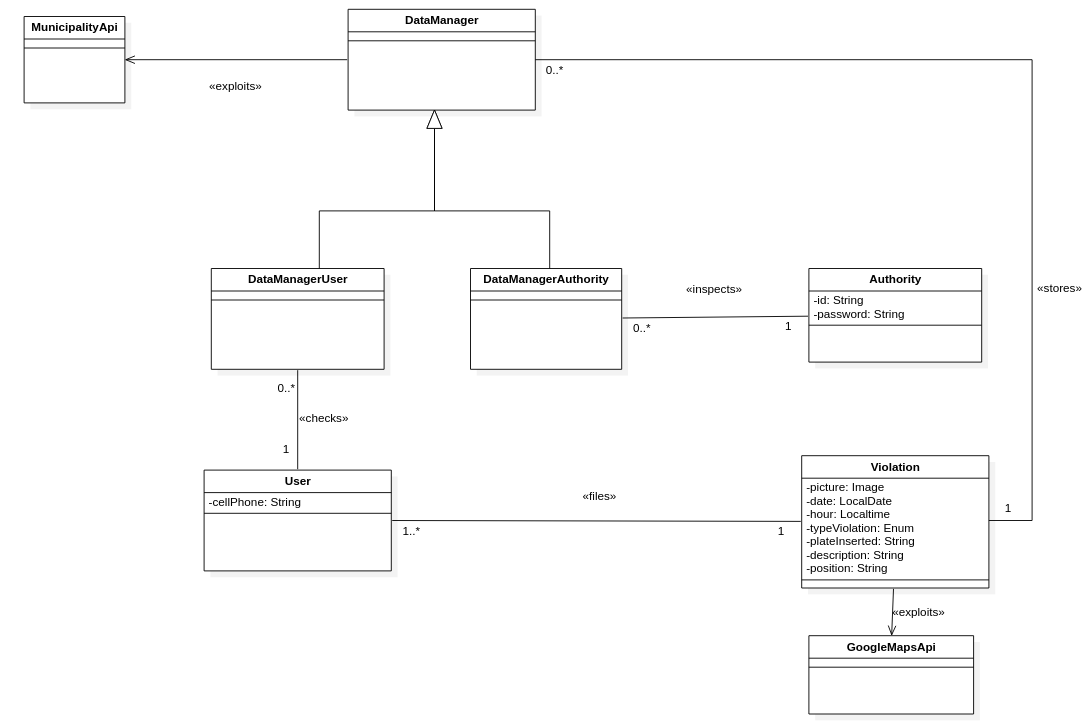 MunicipalityApi
DataManager
0..*
«exploits»
DataManagerUser
DataManagerAuthority
Authority
-id: String
-password: String
«inspects»
«stores»
0..*
1
0..*
«checks»
1
User
-cellPhone: String
«files»
1..*
1
Violation
-picture: Image
-date: LocalDate
-hour: Localtime
-typeViolation: Enum
-plateInserted: String
-description: String
-position: String
1
«exploits»
GoogleMapsApi